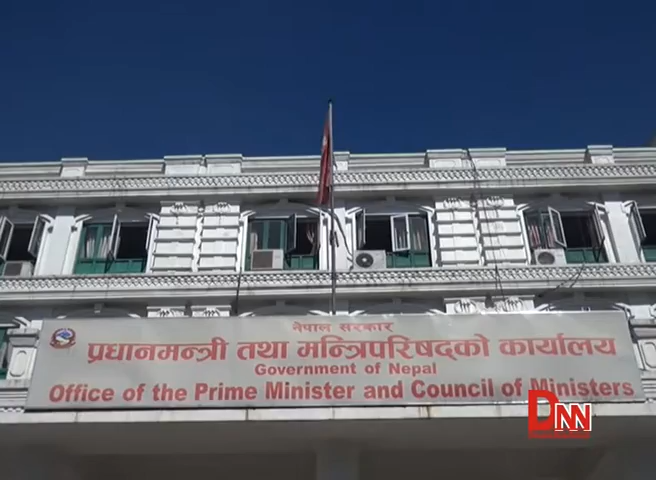 नेपाल सरकार
प्रधानमन्त्री तथा मन्त्रिपरिषद्को कार्यालय
Government of Nepal
Office of the Prime Minister and Council of Ministers
DNN